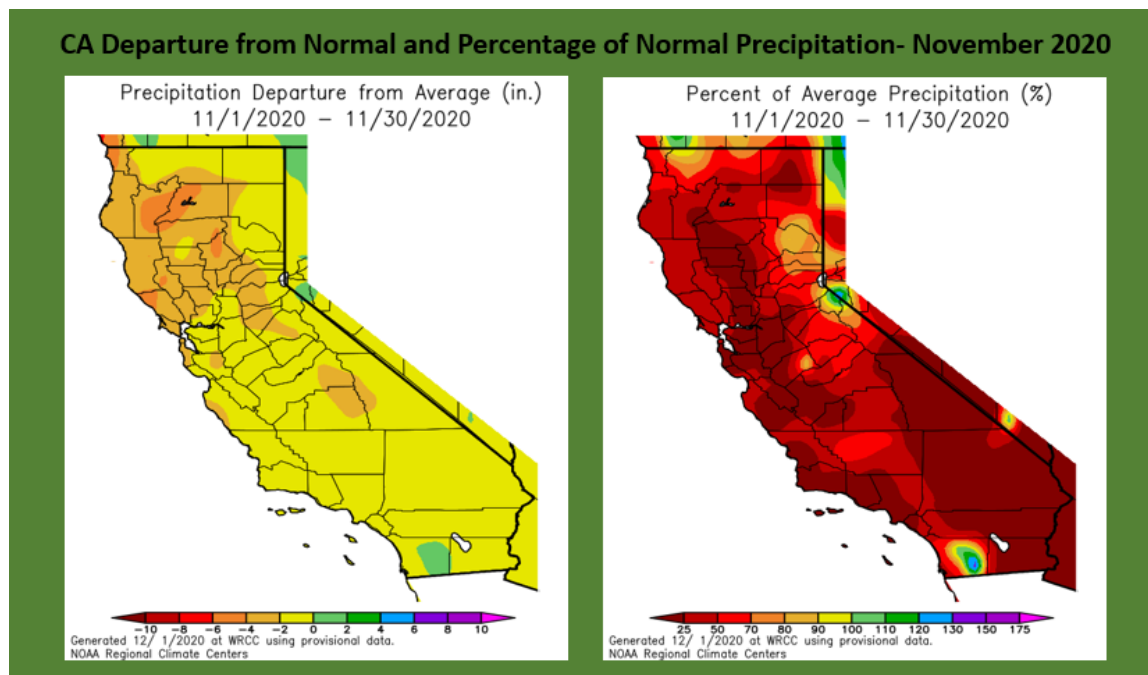 CA Departure from Normal and Percentage of Normal Precipitation- November 2020
Precipitation Departure from Average (in.)
11/1/2020 – 11/30/2020
-10 -8 -6 -4 -2 0 2 4 6 8 10
Generated 12/ 1/2020 at WRCC using provisional data.
NOAA Regional Climate Centers
Percent of Average Precipitation (%)
11/1/2020 – 11/30/2020
25 50 70 80 90 100 110 120 130 150 175
Generated 12/ 1/2020 at WRCC using provisional data.
NOAA Regional Climate Centers